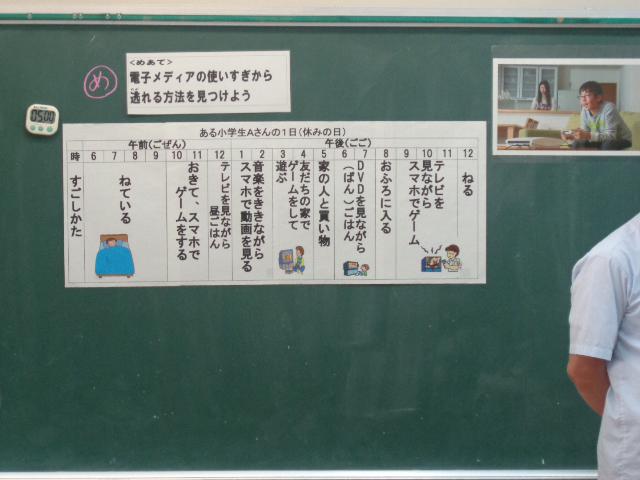 め
<めあて>
電子メディアの使いすぎから
逃れる方法を見つけよう
05:00
ある小学生Aさんの1日(休みの日)
午前(ごぜん)
午後(ごご)
時 6 7 8 9 10 11 12 1 2 3 4 5 6 7 8 9 10 11 12
すごしかた
ねている
おきて、スマホで
ゲームをする
テレビを見ながら
昼ごはん
音楽をききながら
スマホで動画を見る
友だちの家で
ゲームをして
遊ぶ
家の人と買い物
DVDを見ながら
(ばん)ごはん
おふろに入る
テレビを
見ながら
スマホでゲーム
ねる